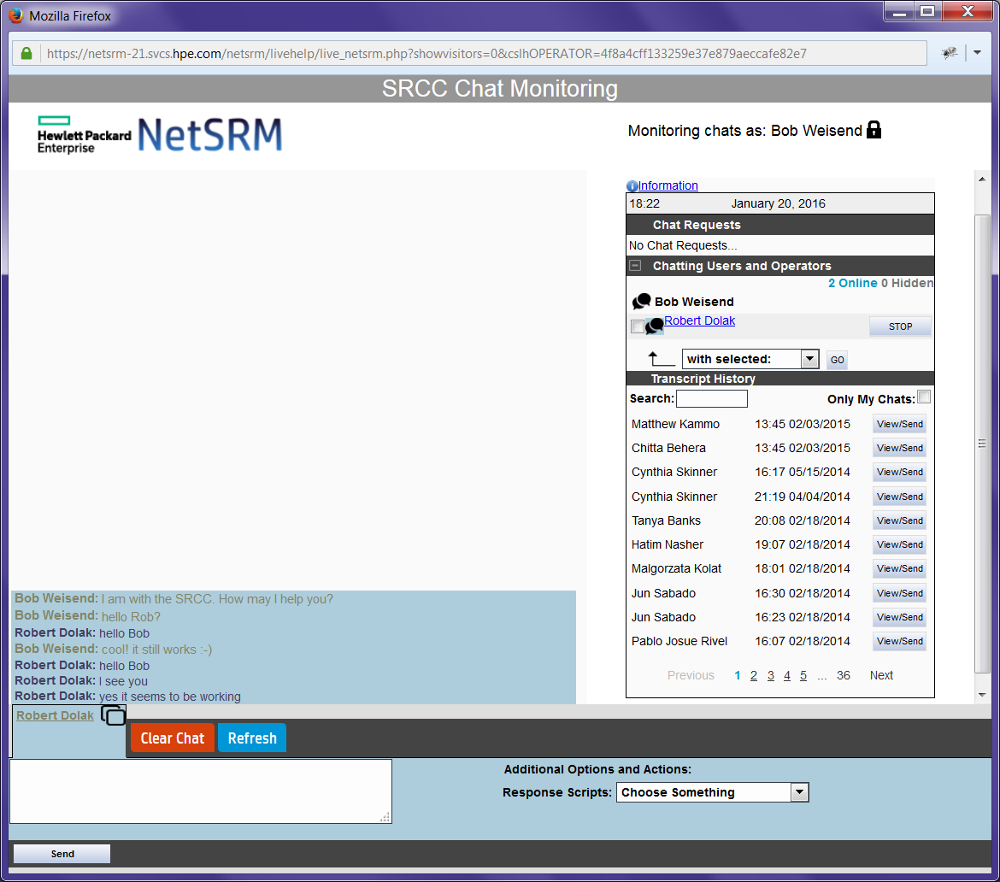 Mozilla Firefox
https://netsrm-21.svcs.hpe.com/netsrm/livehelp/live_netsrm.php?showvisitors=0&cslhOPERATOR=4f8a4cff133259e37e879aeccafe82e7
SRCC Chat Monitoring
Hewlett Packard
Enterprise
NetSRM
Monitoring chats as: Bob Weisend
Information
18:22 January 20, 2016
Chat Requests
No Chat Requests...
Chatting Users and Operators
2 Online 0 Hidden
Bob Weisend
Robert Dolak STOP
with selected: GO
Transcript History
Search: Only My Chats:
Matthew Kammo 13:45 02/03/2015 View/Send
Chitta Behera 13:45 02/03/2015 View/Send
Cynthia Skinner 16:17 05/15/2014 View/Send
Cynthia Skinner 21:19 04/04/2014 View/Send
Tanya Banks 20:08 02/18/2014 View/Send
Hatim Nasher 19:07 02/18/2014 View/Send
Malgorzata Kolat 18:01 02/18/2014 View/Send
Jun Sabado 16:30 02/18/2014 View/Send
Jun Sabado 16:23 02/18/2014 View/Send
Pablo Josue Rivel 16:07 02/18/2014 View/Send
Previous 1 2 3 4 5 ... 36 Next
Bob Weisend: I am with the SRCC. How may I help you?
Bob Weisend: hello Rob?
Robert Dolak: hello Bob
Bob Weisend: cool! it still works :-)
Robert Dolak: hello Bob
Robert Dolak: I see you
Robert Dolak: yes it seems to be working
Robert Dolak
Clear Chat Refresh
Additional Options and Actions:
Response Scripts: Choose Something
Send